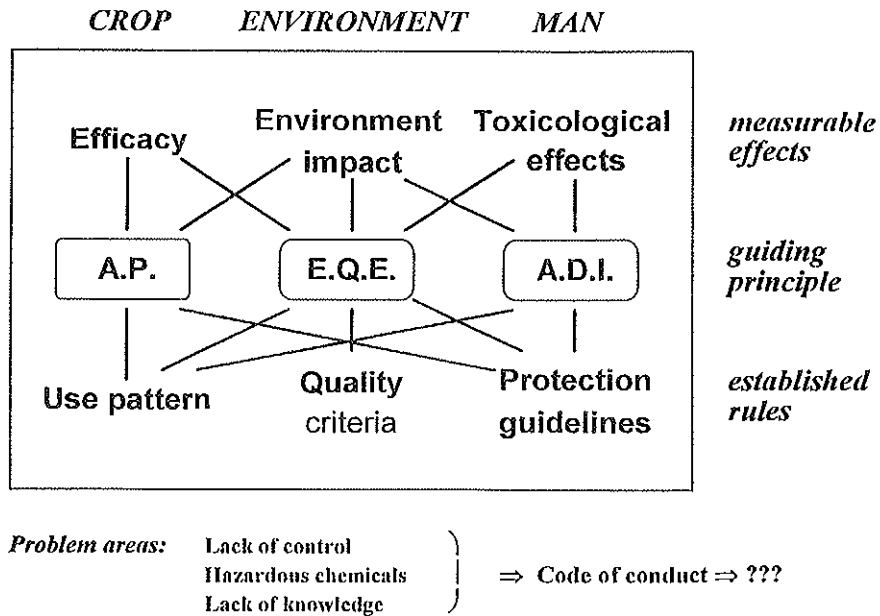 CROP ENVIRONMENT MAN
Efficacy Environment impact Toxicological effects measurable effects
A.P. E.Q.E. A.D.I. guiding principle
Use pattern Quality criteria Protection guidelines established rules
Problem areas: Lack of control
Hazardous chemicals ⇒ Code of conduct ⇒ ???
Lack of knowledge